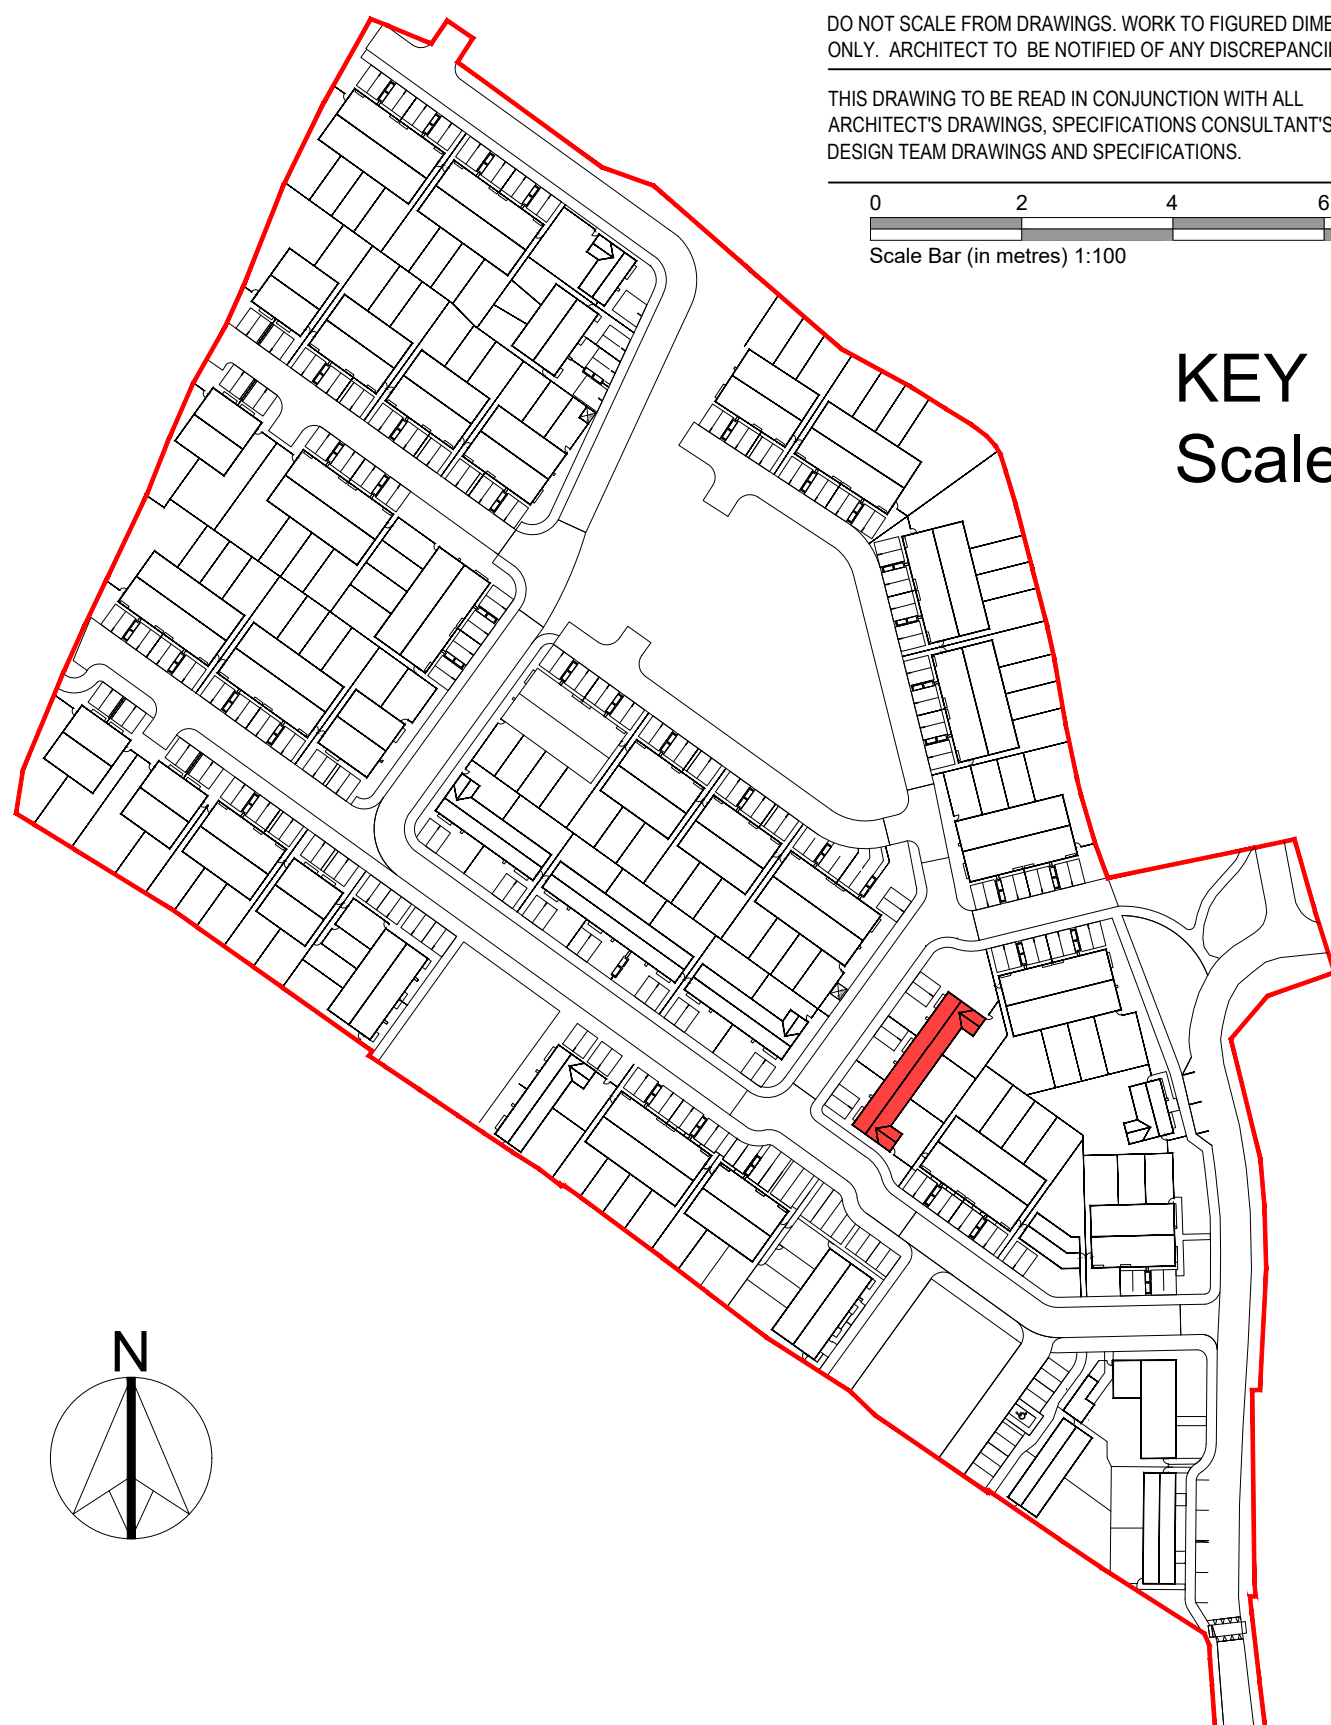 DO NOT SCALE FROM DRAWINGS. WORK TO FIGURED DIME
ONLY. ARCHITECT TO BE NOTIFIED OF ANY DISCREPANCI
THIS DRAWING TO BE READ IN CONJUNCTION WITH ALL
ARCHITECT'S DRAWINGS, SPECIFICATIONS CONSULTANT'S
DESIGN TEAM DRAWINGS AND SPECIFICATIONS.
0 2 4 6
Scale Bar (in metres) 1:100
KEY
Scale
N